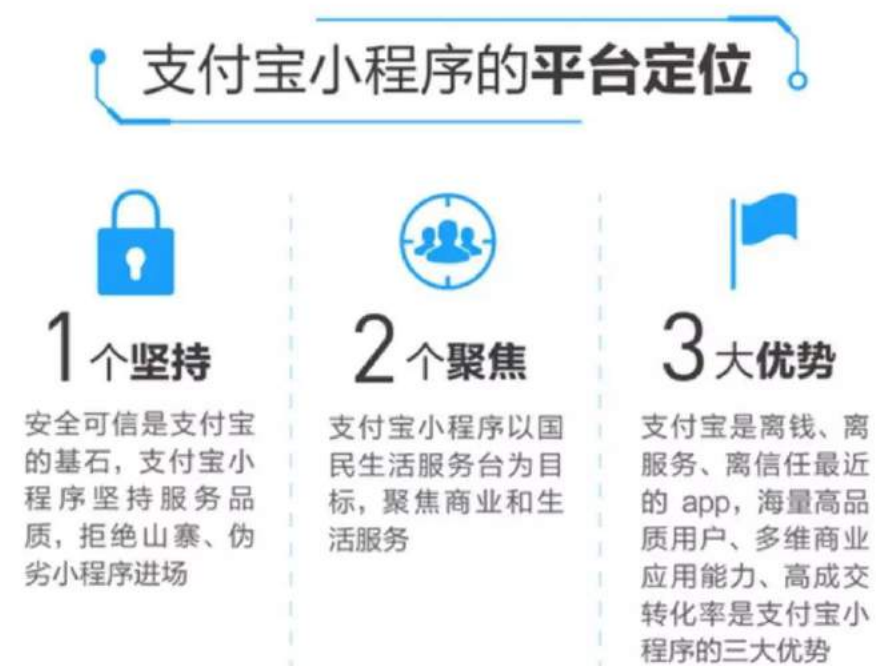 支付宝小程序的平台定位
1个坚持
安全可信是支付宝
的基石，支付宝小
程序坚持服务品
质，拒绝山寨、伪
劣小程序进场
2个聚焦
支付宝小程序以国
民生活服务台为目
标，聚焦商业和生
活服务
3大优势
支付宝是离钱、离
服务、离信任最近
的 app，海量高品
质用户、多维商业
应用能力、高成交
转化率是支付宝小
程序的三大优势